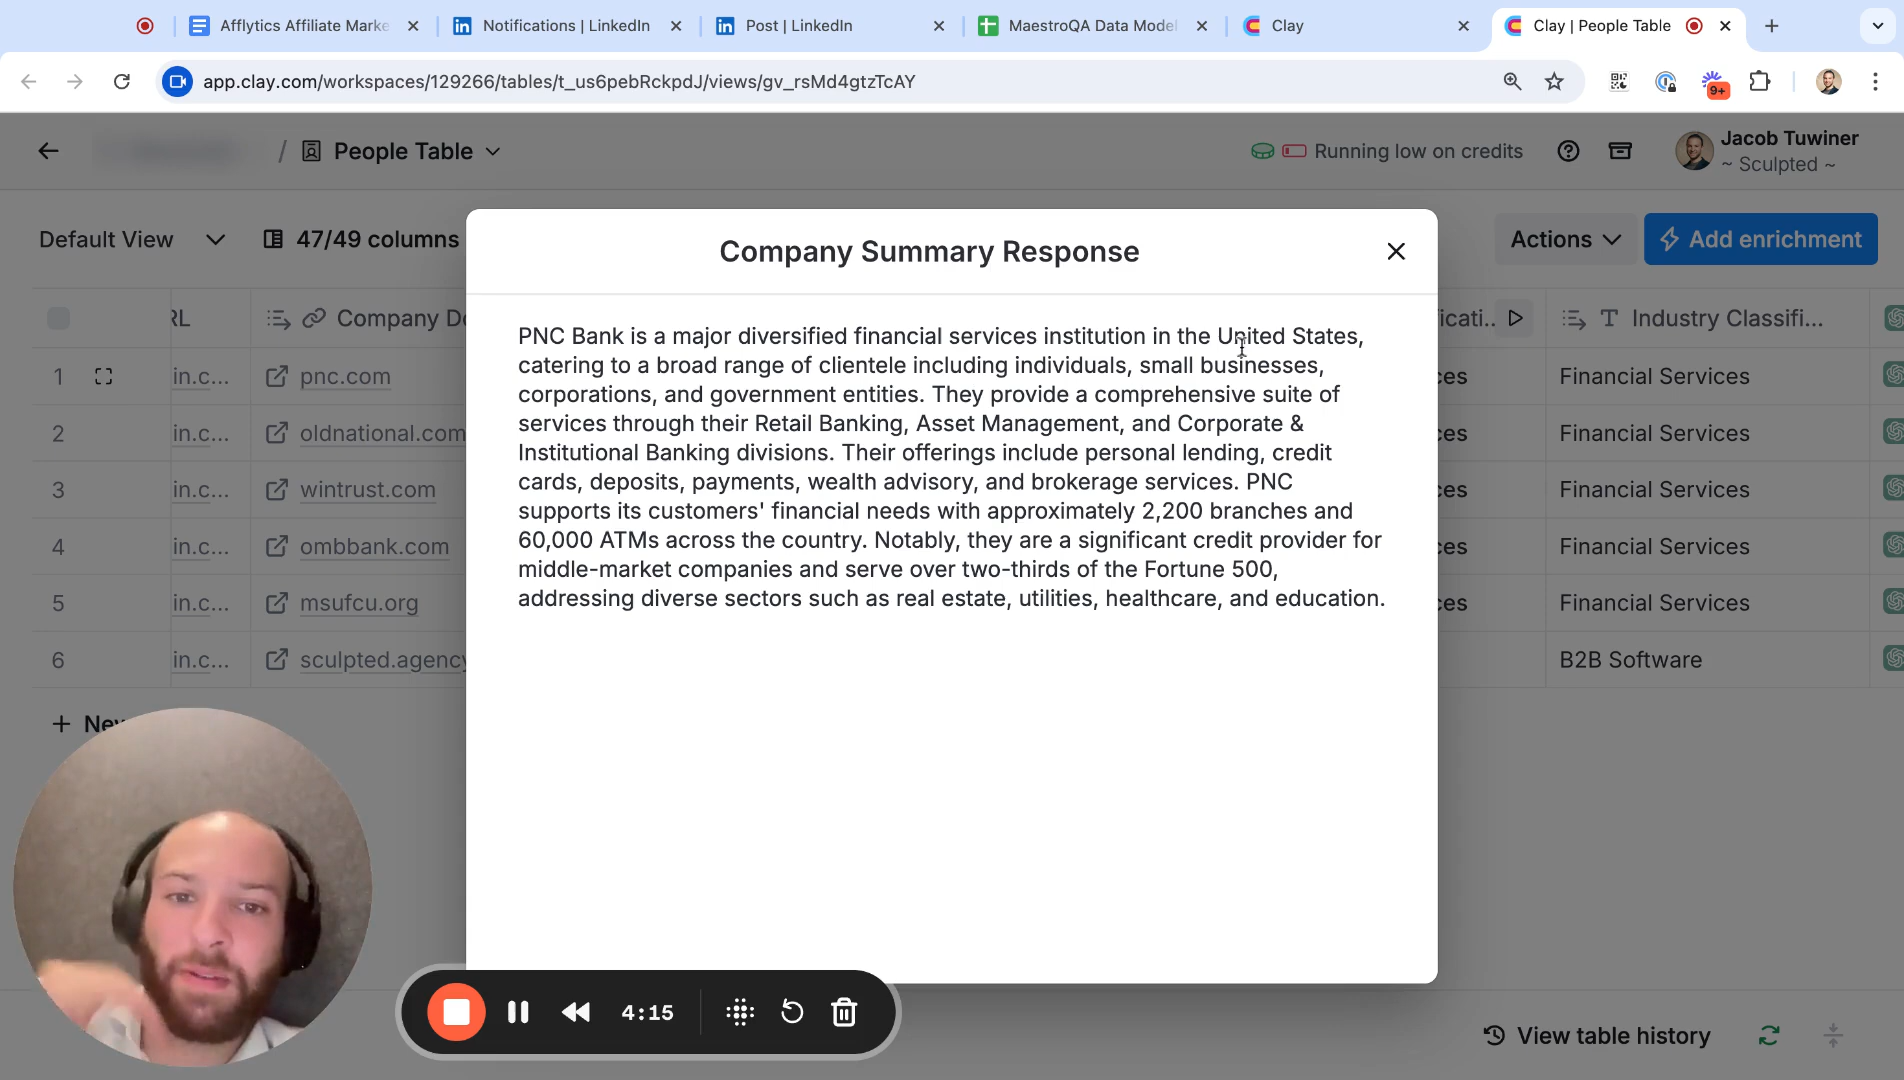 Afflytics Affiliate Marke
Notifications | LinkedIn
Post | LinkedIn
MaestroQA Data Model
Clay
Clay | People Table
app.clay.com/workspaces/129266/tables/t_us6pebRckpdJ/views/gv_rsMd4gtzTcAY
9+
/ People Table
Running low on credits
Jacob Tuwiner
~ Sculpted ~
Default View
47/49 columns
Actions
Add enrichment
RL
Company Do
icati..
Industry Classifi...
Company Summary Response
PNC Bank is a major diversified financial services institution in the United States,
catering to a broad range of clientele including individuals, small businesses,
corporations, and government entities. They provide a comprehensive suite of
services through their Retail Banking, Asset Management, and Corporate &
Institutional Banking divisions. Their offerings include personal lending, credit
cards, deposits, payments, wealth advisory, and brokerage services. PNC
supports its customers' financial needs with approximately 2,200 branches and
60,000 ATMs across the country. Notably, they are a significant credit provider for
middle-market companies and serve over two-thirds of the Fortune 500,
addressing diverse sectors such as real estate, utilities, healthcare, and education.
1 in.c... pnc.com ces Financial Services
2 in.c... oldnational.com ces Financial Services
3 in.c... wintrust.com ces Financial Services
4 in.c... ombbank.com ces Financial Services
5 in.c... msufcu.org ces Financial Services
6 in.c... sculpted.agency B2B Software
+ New
4:15
View table history